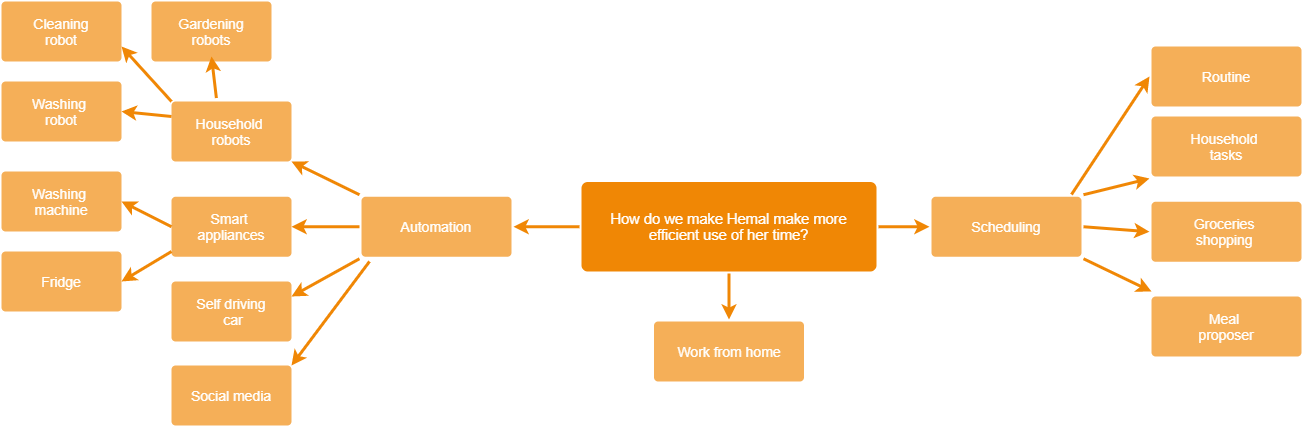 Cleaning
robot
Gardening
robots
Washing
robot
Household
robots
Washing
machine
Smart
appliances
Fridge
Self driving
car
Social media
Automation
How do we make Hemal make more
efficient use of her time?
Work from home
Scheduling
Routine
Household
tasks
Groceries
shopping
Meal
proposer